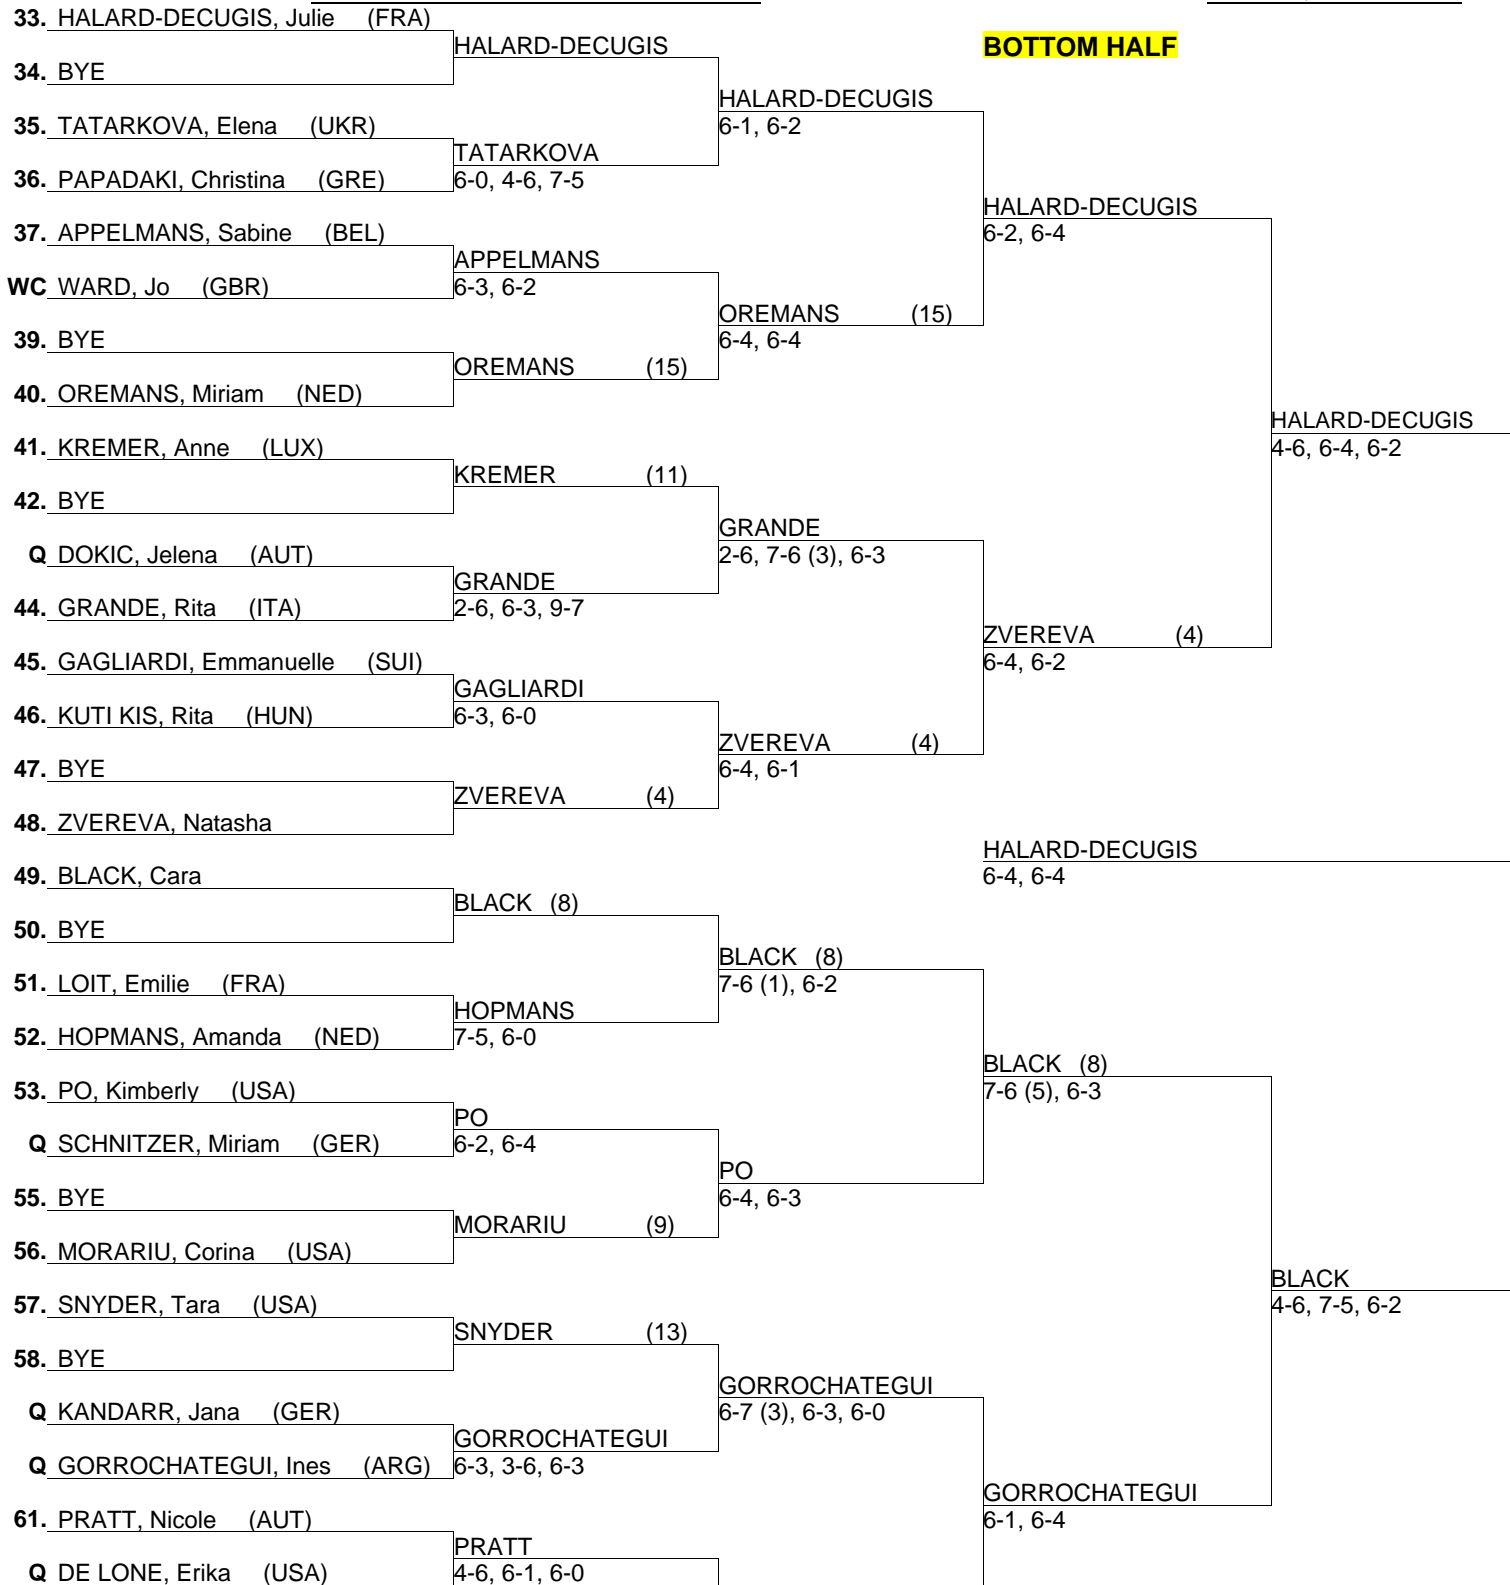 33. HALARD-DECUGIS, Julie (FRA)
HALARD-DECUGIS
BOTTOM HALF
34. BYE
HALARD-DECUGIS
6-1, 6-2
35. TATARKOVA, Elena (UKR)
TATARKOVA
6-0, 4-6, 7-5
36. PAPADAKI, Christina (GRE)
HALARD-DECUGIS
6-2, 6-4
37. APPELMANS, Sabine (BEL)
APPELMANS
6-3, 6-2
WC WARD, Jo (GBR)
OREMANS (15)
6-4, 6-4
39. BYE
OREMANS (15)
40. OREMANS, Miriam (NED)
HALARD-DECUGIS
4-6, 6-4, 6-2
41. KREMER, Anne (LUX)
KREMER (11)
42. BYE
GRANDE
2-6, 7-6 (3), 6-3
Q DOKIC, Jelena (AUT)
GRANDE
2-6, 6-3, 9-7
44. GRANDE, Rita (ITA)
ZVEREVA (4)
6-4, 6-2
45. GAGLIARDI, Emmanuelle (SUI)
GAGLIARDI
6-3, 6-0
46. KUTI KIS, Rita (HUN)
ZVEREVA (4)
6-4, 6-1
47. BYE
ZVEREVA (4)
48. ZVEREVA, Natasha
HALARD-DECUGIS
6-4, 6-4
49. BLACK, Cara
BLACK (8)
50. BYE
BLACK (8)
7-6 (1), 6-2
51. LOIT, Emilie (FRA)
HOPMANS
7-5, 6-0
52. HOPMANS, Amanda (NED)
BLACK (8)
7-6 (5), 6-3
53. PO, Kimberly (USA)
PO
6-2, 6-4
Q SCHNITZER, Miriam (GER)
PO
6-4, 6-3
55. BYE
MORARIU (9)
56. MORARIU, Corina (USA)
BLACK
4-6, 7-5, 6-2
57. SNYDER, Tara (USA)
SNYDER (13)
58. BYE
GORROCHATEGUI
6-7 (3), 6-3, 6-0
Q KANDARR, Jana (GER)
GORROCHATEGUI
6-3, 3-6, 6-3
Q GORROCHATEGUI, Ines (ARG)
GORROCHATEGUI
6-1, 6-4
61. PRATT, Nicole (AUT)
PRATT
4-6, 6-1, 6-0
Q DE LONE, Erika (USA)